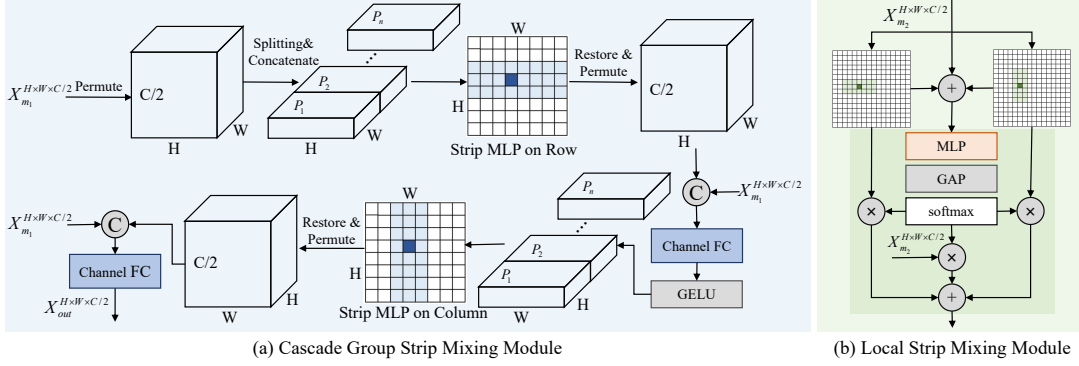 X_{m_1}^{H×W×C/2}
Permute
C/2
H
W
Splitting&
Concatenate
P_n
P_2
P_1
H
W
W
H
Strip MLP on Row
Restore &
Permute
C/2
W
H
C
X_{m_1}^{H×W×C/2}
Channel FC
GELU
P_n
P_2
P_1
W
H
W
H
Strip MLP on Column
Restore &
Permute
C/2
H
W
X_{m_1}^{H×W×C/2}
C
Channel FC
X_{out}^{H×W×C/2}
(a) Cascade Group Strip Mixing Module
X_{m_2}^{H×W×C/2}
+
MLP
GAP
softmax
×
×
X_{m_2}^{H×W×C/2}
×
+
(b) Local Strip Mixing Module